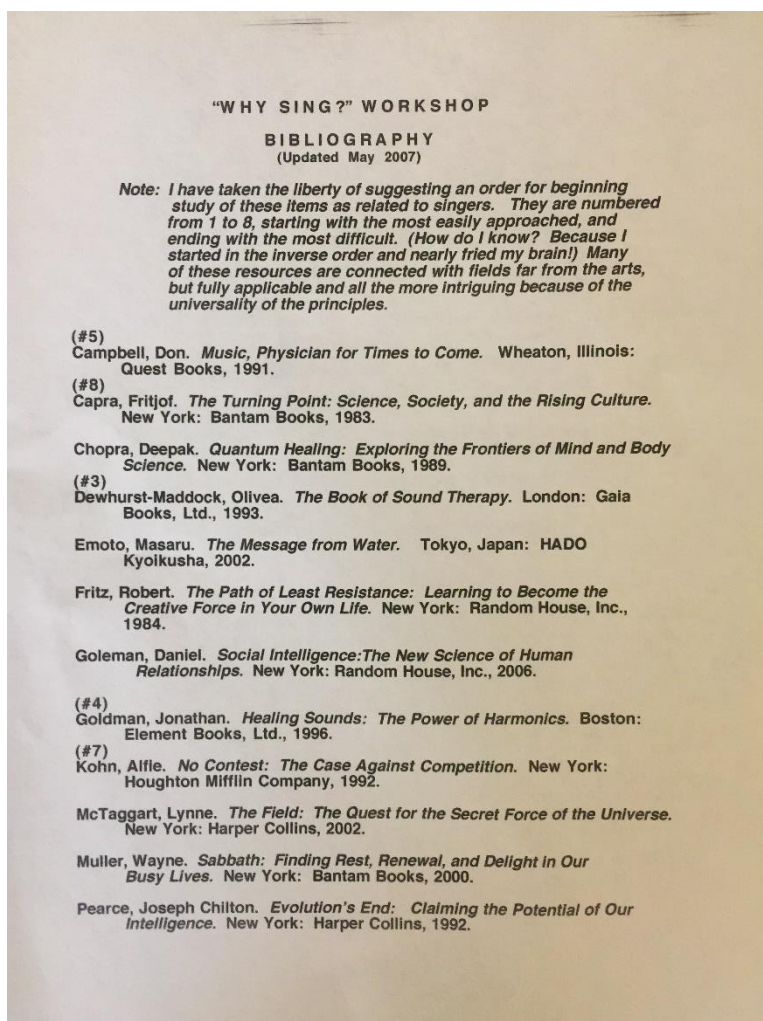 “WHY SING?” WORKSHOP
BIBLIOGRAPHY
(Updated May 2007)
Note: I have taken the liberty of suggesting an order for beginning
study of these items as related to singers. They are numbered
from 1 to 8, starting with the most easily approached, and
ending with the most difficult. (How do I know? Because I
started in the inverse order and nearly fried my brain!) Many
of these resources are connected with fields far from the arts,
but fully applicable and all the more intriguing because of the
universality of the principles.
(#5)
Campbell, Don. Music, Physician for Times to Come. Wheaton, Illinois:
Quest Books, 1991.
(#8)
Capra, Fritjof. The Turning Point: Science, Society, and the Rising Culture.
New York: Bantam Books, 1983.
Chopra, Deepak. Quantum Healing: Exploring the Frontiers of Mind and Body
Science. New York: Bantam Books, 1989.
(#3)
Dewhurst-Maddock, Olivea. The Book of Sound Therapy. London: Gaia
Books, Ltd., 1993.
Emoto, Masaru. The Message from Water. Tokyo, Japan: HADO
Kyoikusha, 2002.
Fritz, Robert. The Path of Least Resistance: Learning to Become the
Creative Force in Your Own Life. New York: Random House, Inc.,
1984.
Goleman, Daniel. Social Intelligence:The New Science of Human
Relationships. New York: Random House, Inc., 2006.
(#4)
Goldman, Jonathan. Healing Sounds: The Power of Harmonics. Boston:
Element Books, Ltd., 1996.
(#7)
Kohn, Alfie. No Contest: The Case Against Competition. New York:
Houghton Mifflin Company, 1992.
McTaggart, Lynne. The Field: The Quest for the Secret Force of the Universe.
New York: Harper Collins, 2002.
Muller, Wayne. Sabbath: Finding Rest, Renewal, and Delight in Our
Busy Lives. New York: Bantam Books, 2000.
Pearce, Joseph Chilton. Evolution's End: Claiming the Potential of Our
Intelligence. New York: Harper Collins, 1992.